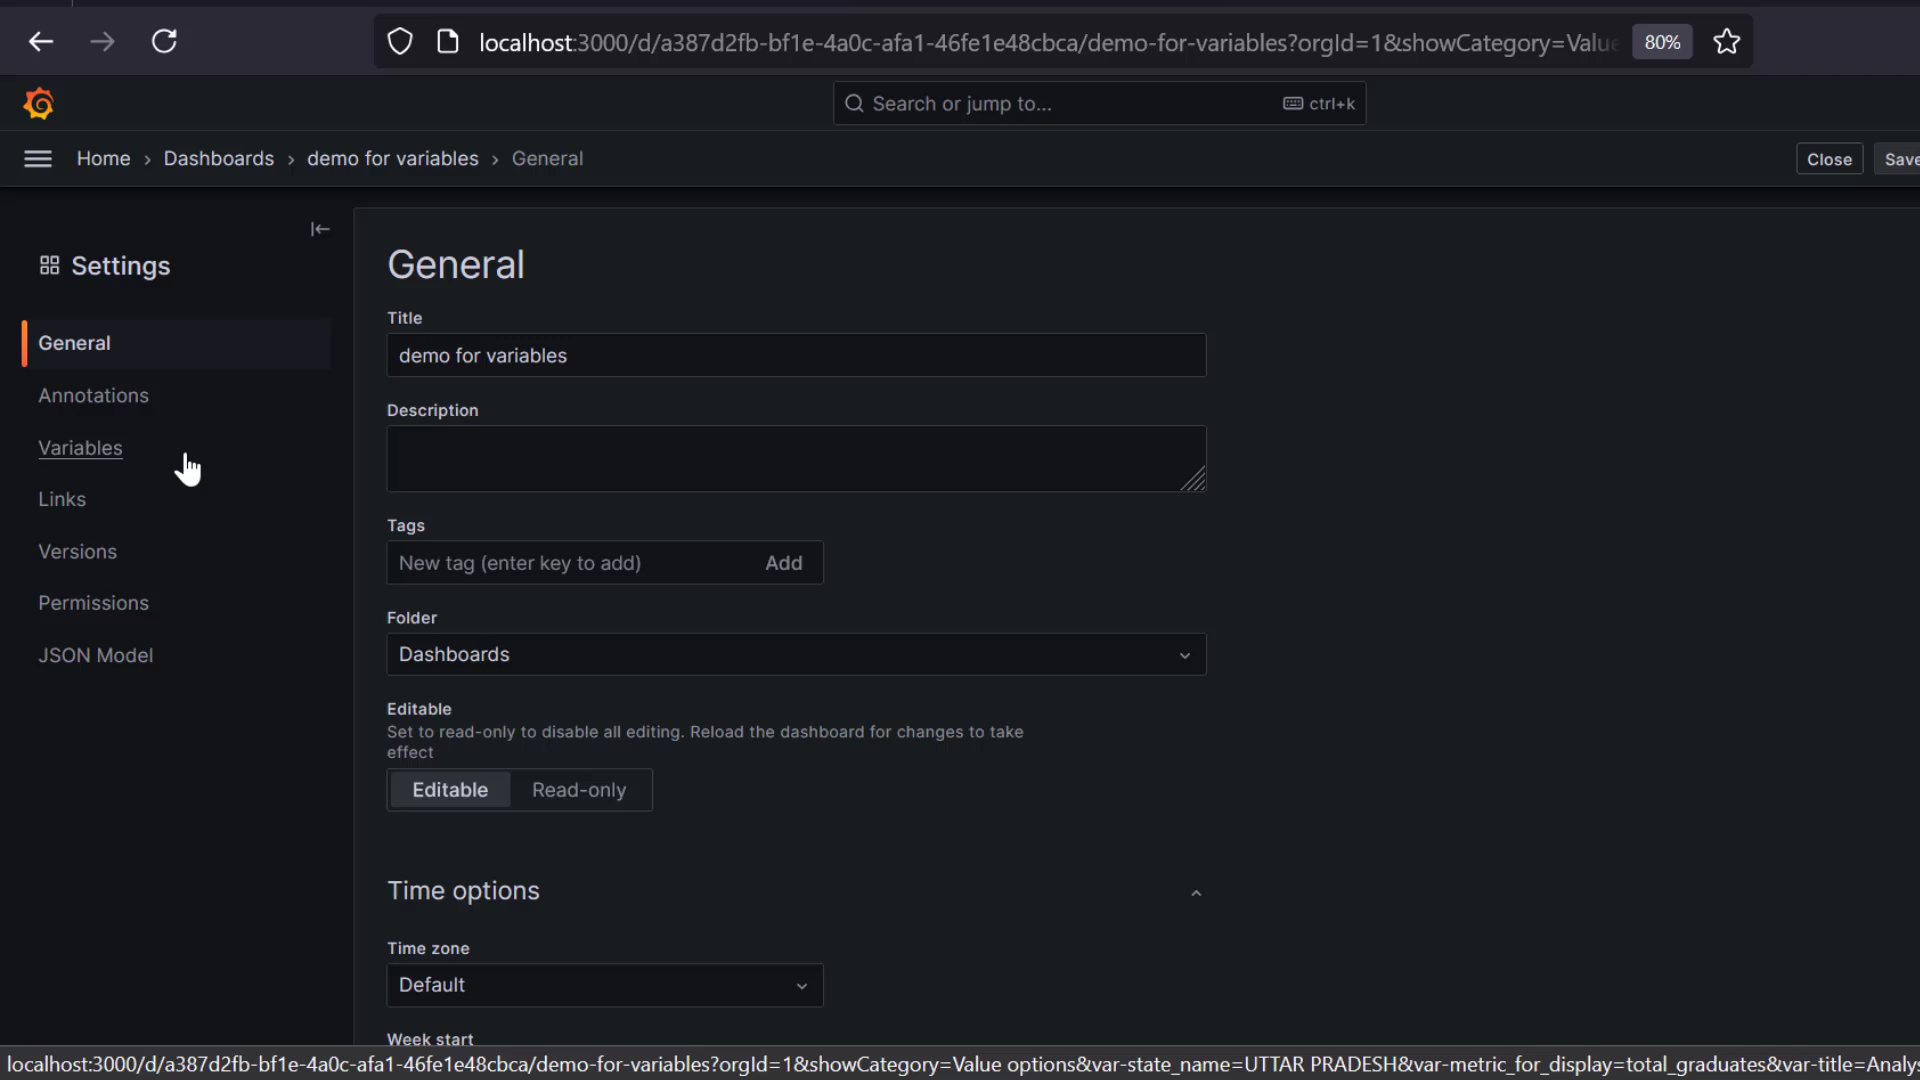 localhost:3000/d/a387d2fb-bf1e-4a0c-afa1-46fe1e48cbca/demo-for-variables?orgId=1&showCategory=Value 80%
Search or jump to... ctrl+k
Home › Dashboards › demo for variables › General Close Save
Settings
General
Annotations
Variables
Links
Versions
Permissions
JSON Model
General
Title
demo for variables
Description
Tags
New tag (enter key to add) Add
Folder
Dashboards
Editable
Set to read-only to disable all editing. Reload the dashboard for changes to take
effect
Editable Read-only
Time options
Time zone
Default
Week start
localhost:3000/d/a387d2fb-bf1e-4a0c-afa1-46fe1e48cbca/demo-for-variables?orgId=1&showCategory=Value options&var-state_name=UTTAR PRADESH&var-metric_for_display=total_graduates&var-title=Analys